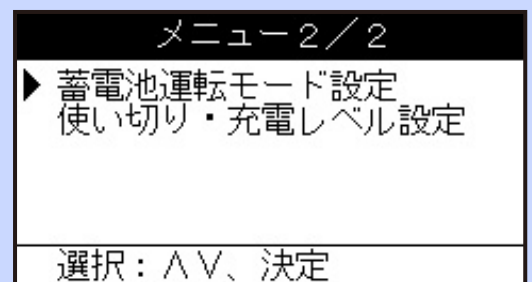 メニュー2/2
▶ 蓄電池運転モード設定
使い切り・充電レベル設定
選択:∧∨、決定